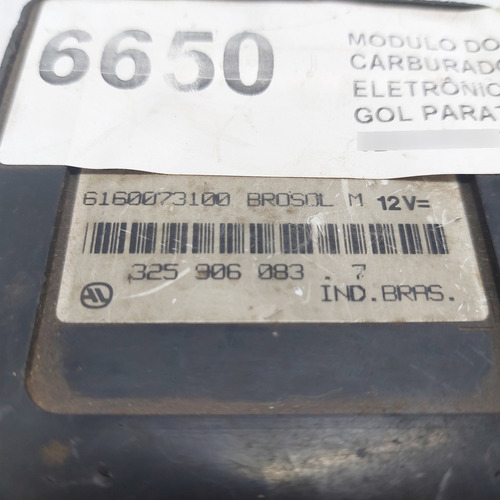 6650
MODULO DO
CARBURADO
ELETRÔNIC
GOL PARAT
6160073100 BROSOL M 12V=
325 906 083 . 7
IND.BRAS.